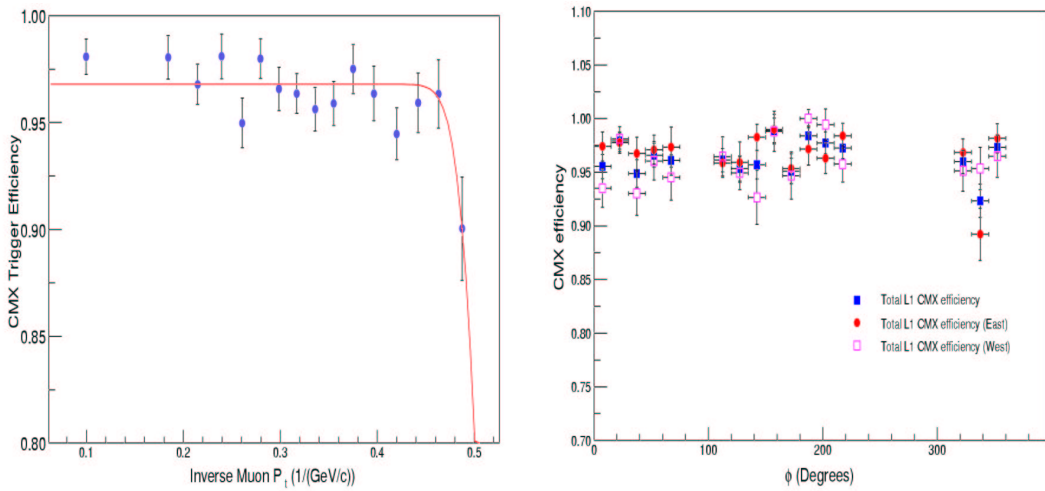 1.00
0.95
0.90
0.85
0.80
CMX Trigger Efficiency
0.1 0.2 0.3 0.4 0.5
Inverse Muon P t (1/(GeV/c))
1.10
1.05
1.00
0.95
0.90
0.85
0.80
0.75
0.70
CMX efficiency
Total L1 CMX efficiency
Total L1 CMX efficiency (East)
Total L1 CMX efficiency (West)
0 100 200 300
ϕ (Degrees)